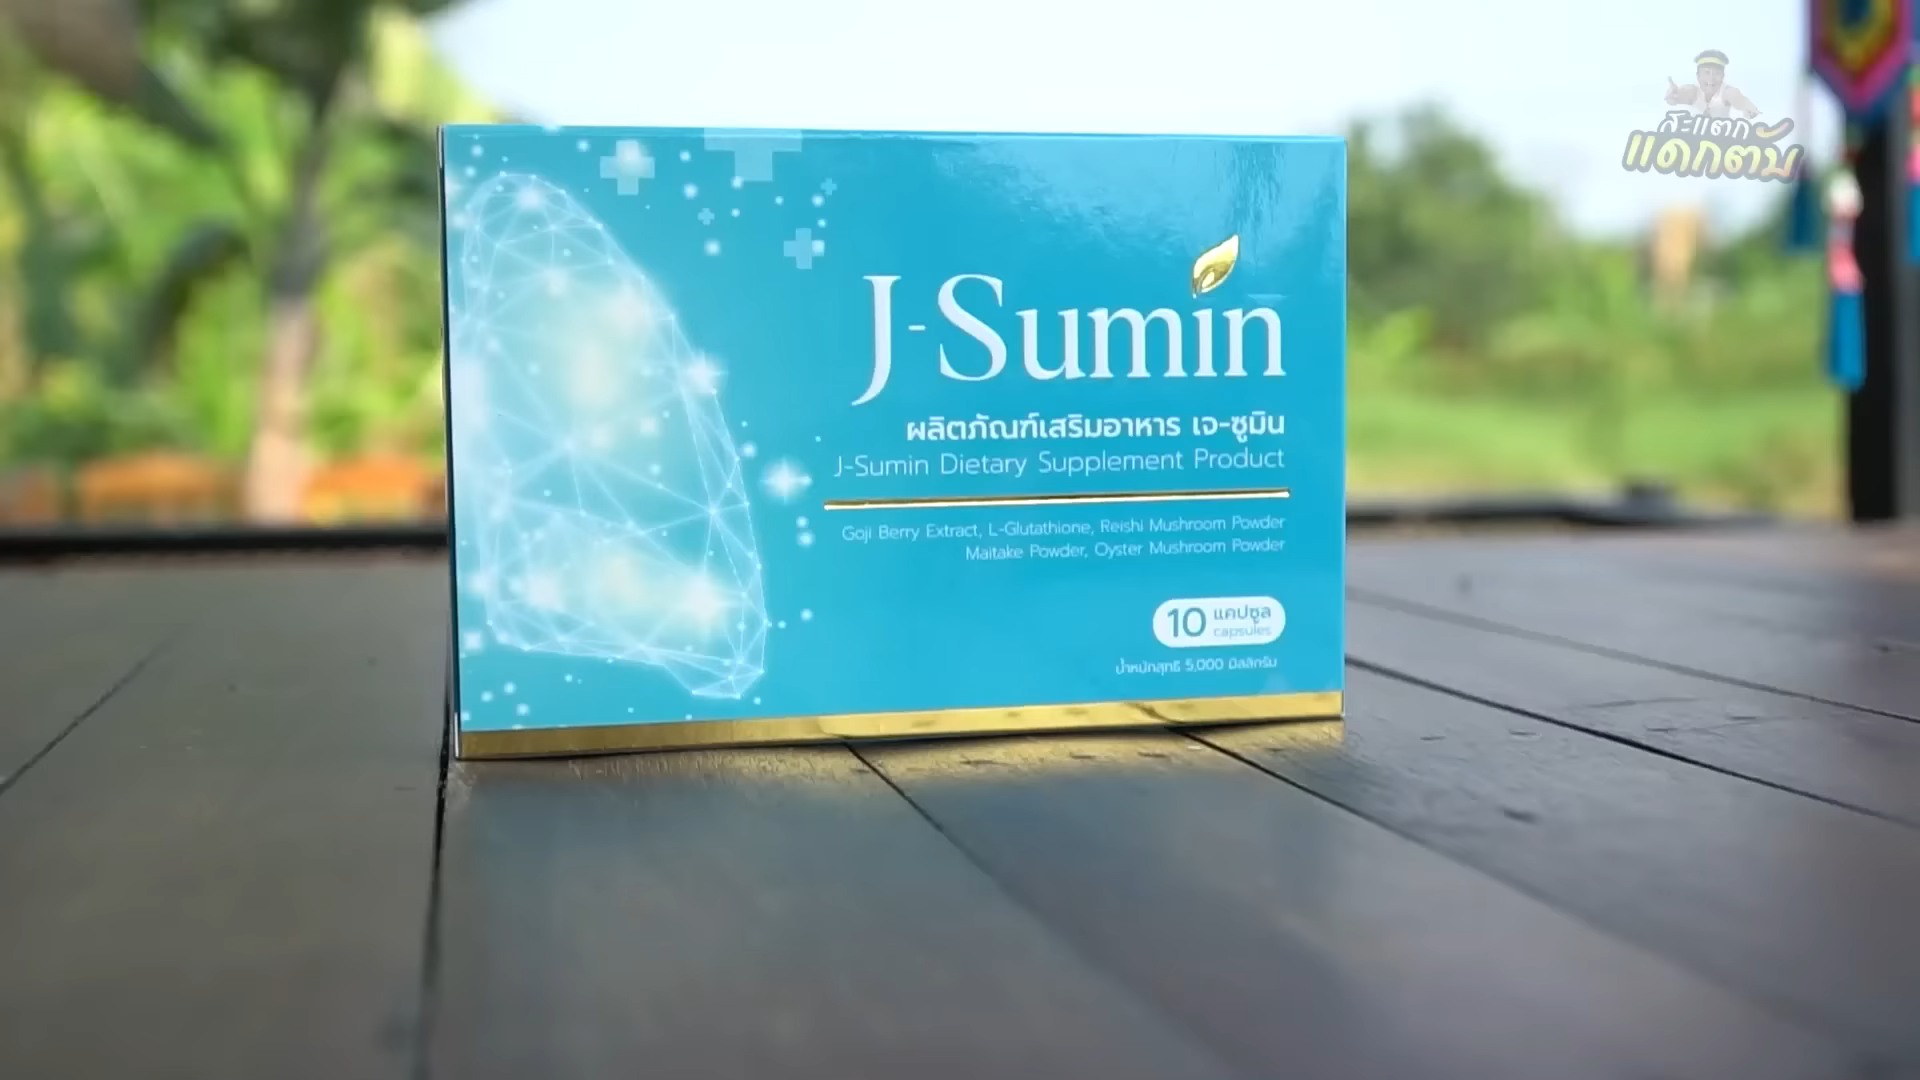 สะแตก
แด้กตับ
J-Sumin
ผลิตภัณฑ์เสริมอาหาร เจ-ซูมิน
J-Sumin Dietary Supplement Product
Goji Berry Extract, L-Glutathione, Reishi Mushroom Powder
Maitake Powder, Oyster Mushroom Powder
10 แคปซูล
capsules
น้ำหนักสุทธิ 5,000 มิลลิกรัม